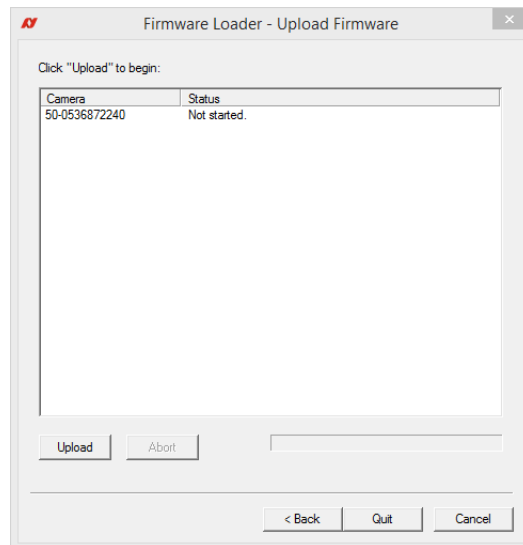 Firmware Loader - Upload Firmware
Click "Upload" to begin:
Camera Status
50-0536872240 Not started.
Upload Abort
< Back Quit Cancel